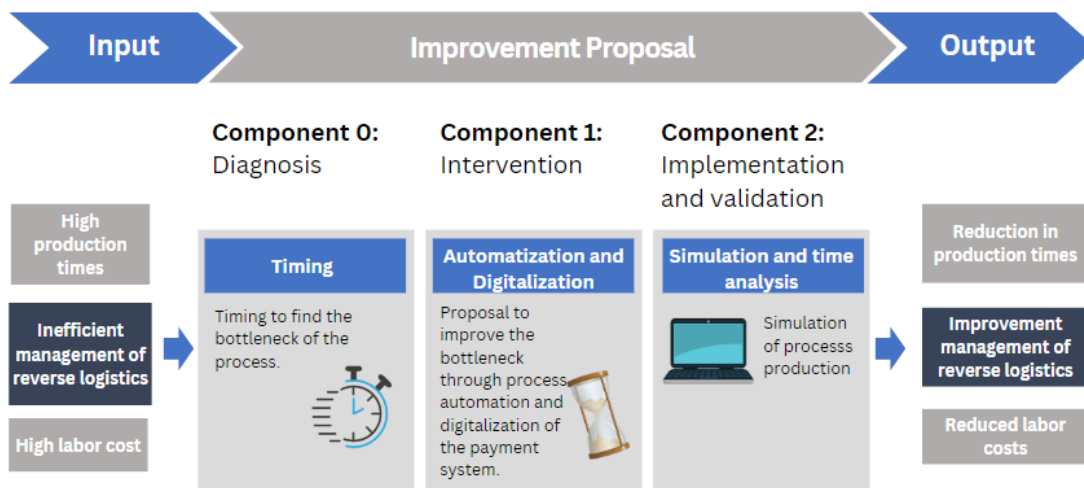 Input
Improvement Proposal
Output
Component 0:
Diagnosis
Component 1:
Intervention
Component 2:
Implementation
and validation
High
production
times
Inefficient
management of
reverse logistics
High labor cost
Timing
Timing to find the
bottleneck of the
process.
Automatization and
Digitalization
Proposal to
improve the
bottleneck
through process
automation and
digitalization of
the payment
system.
Simulation and time
analysis
Simulation
of processs
production
Reduction in
production times
Improvement
management of
reverse logistics
Reduced labor
costs